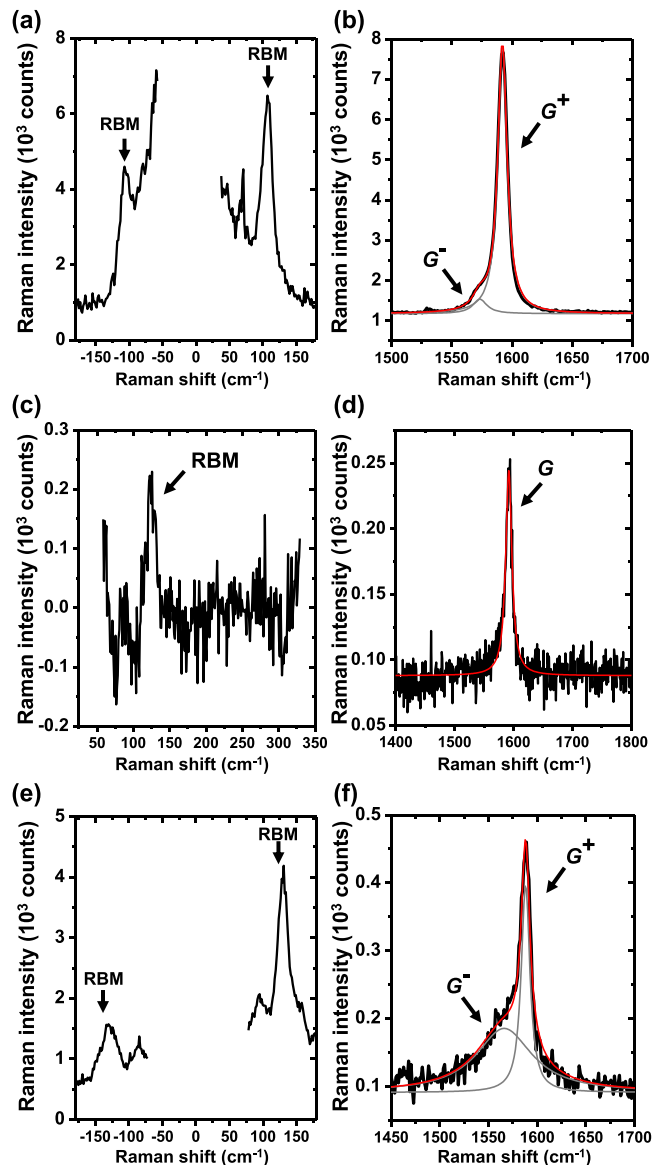 (a)
Raman intensity (10³ counts)
8
6
4
2
0
RBM
RBM
-150 -100 -50 0 50 100 150
Raman shift (cm⁻¹)
(b)
Raman intensity (10³ counts)
8
7
6
5
4
3
2
1
G⁺
G⁻
1500 1550 1600 1650 1700
Raman shift (cm⁻¹)
(c)
Raman intensity (10³ counts)
0.3
0.2
0.1
0.0
-0.1
-0.2
RBM
50 100 150 200 250 300 350
Raman shift (cm⁻¹)
(d)
Raman intensity (10³ counts)
0.25
0.20
0.15
0.10
0.05
G
1400 1500 1600 1700 1800
Raman shift (cm⁻¹)
(e)
Raman intensity (10³ counts)
5
4
3
2
1
0
RBM
RBM
-150 -100 -50 0 50 100 150
Raman shift (cm⁻¹)
(f)
Raman intensity (10³ counts)
0.5
0.4
0.3
0.2
0.1
G⁺
G⁻
1450 1500 1550 1600 1650 1700
Raman shift (cm⁻¹)